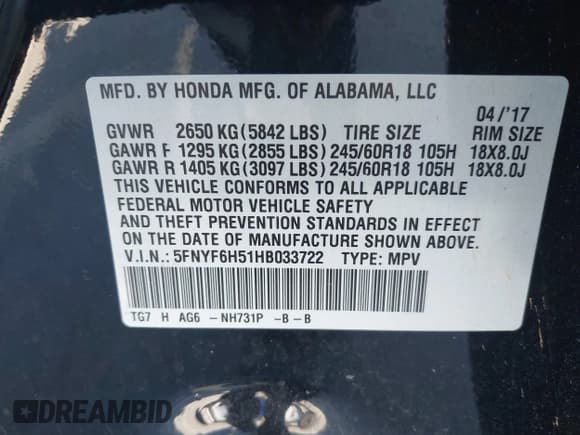 MFD. BY HONDA MFG. OF ALABAMA, LLC
04/'17
GVWR 2650 KG(5842 LBS) TIRE SIZE RIM SIZE
GAWR F 1295 KG(2855 LBS) 245/60R18 105H 18X8.0J
GAWR R 1405 KG(3097 LBS) 245/60R18 105H 18X8.0J
THIS VEHICLE CONFORMS TO ALL APPLICABLE
FEDERAL MOTOR VEHICLE SAFETY
AND THEFT PREVENTION STANDARDS IN EFFECT
ON THE DATE OF MANUFACTURE SHOWN ABOVE.
V.I.N.: 5FNYF6H51HB033722 TYPE: MPV
TG7 H AG6 -NH731P -B-B
DREAMBID